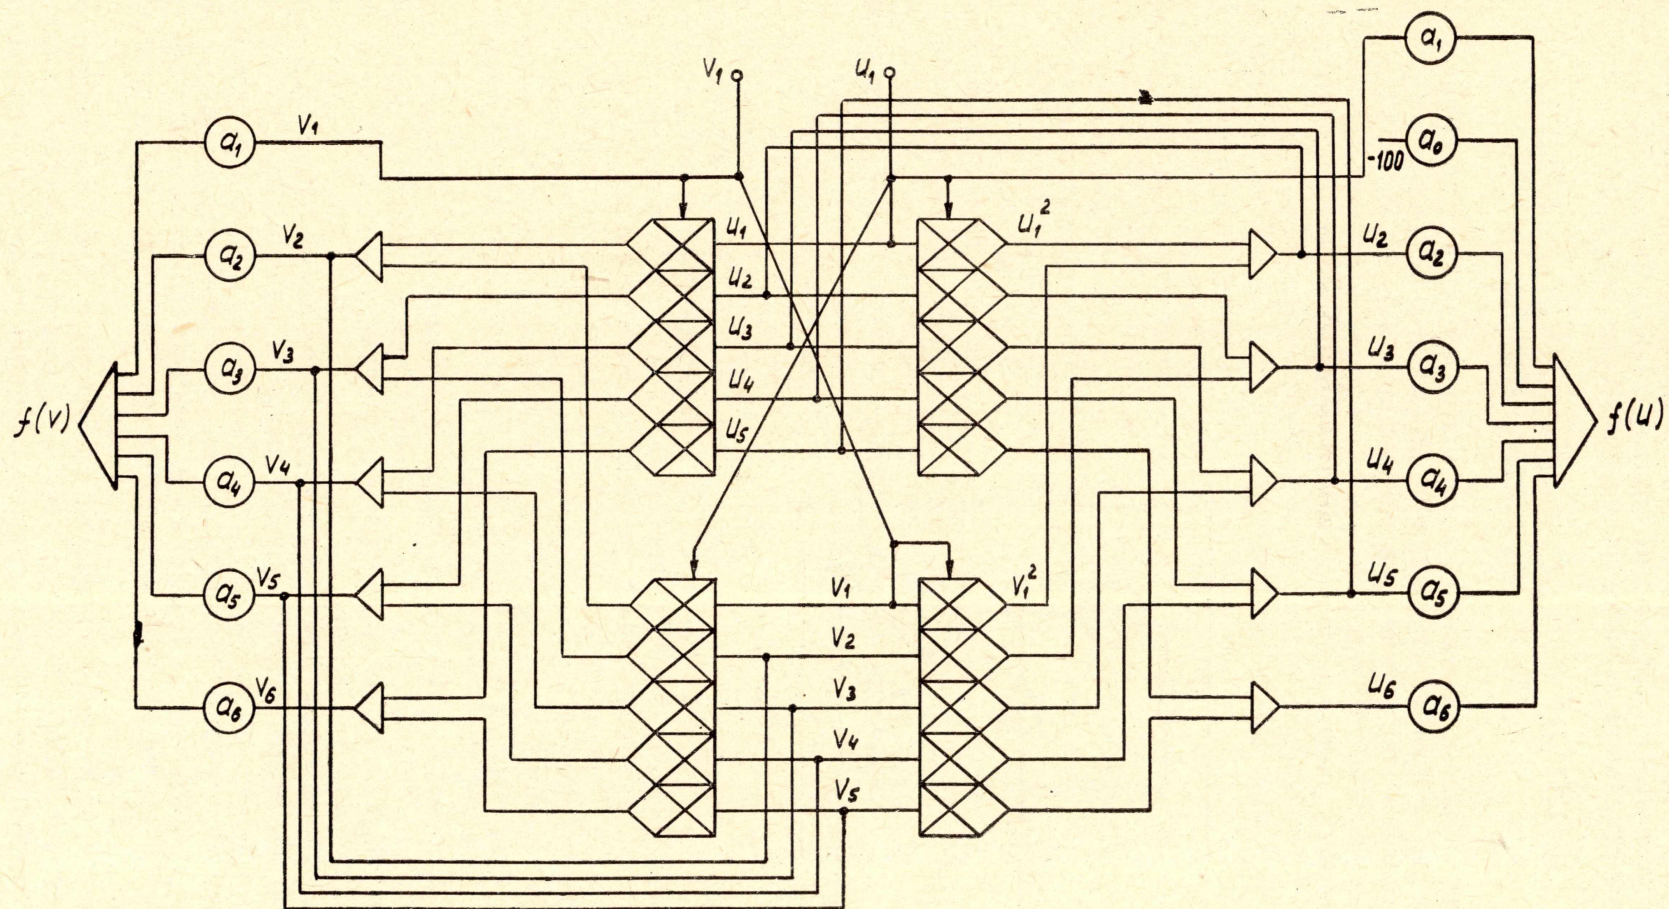 a₁
V₁ u₁
V₁ a₁
-100 a₀
a₂ V₂ u₁ u₁² u₂ a₂
u₂
a₃ V₃ u₃ u₃ a₃
u₄
f(V) f(u)
u₅
a₄ V₄ u₄ a₄
a₅ V₅ V₁ V₁² u₅ a₅
V₂
a₆ V₆ V₃ u₆ a₆
V₄
V₅